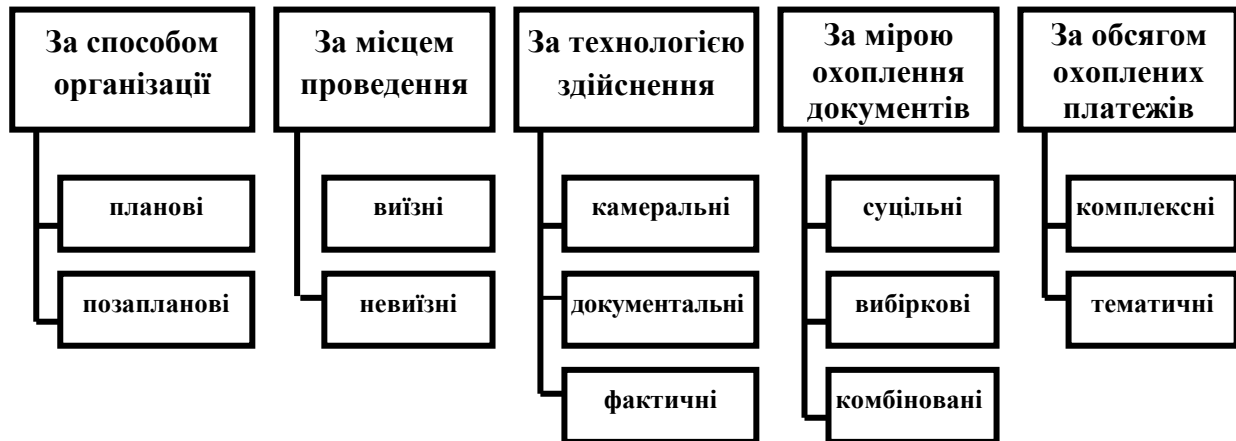 За способом
організації
планові
позапланові
За місцем
проведення
виїзні
невиїзні
За технологією
здійснення
камеральні
документальні
фактичні
За мірою
охоплення
документів
суцільні
вибіркові
комбіновані
За обсягом
охоплених
платежів
комплексні
тематичні